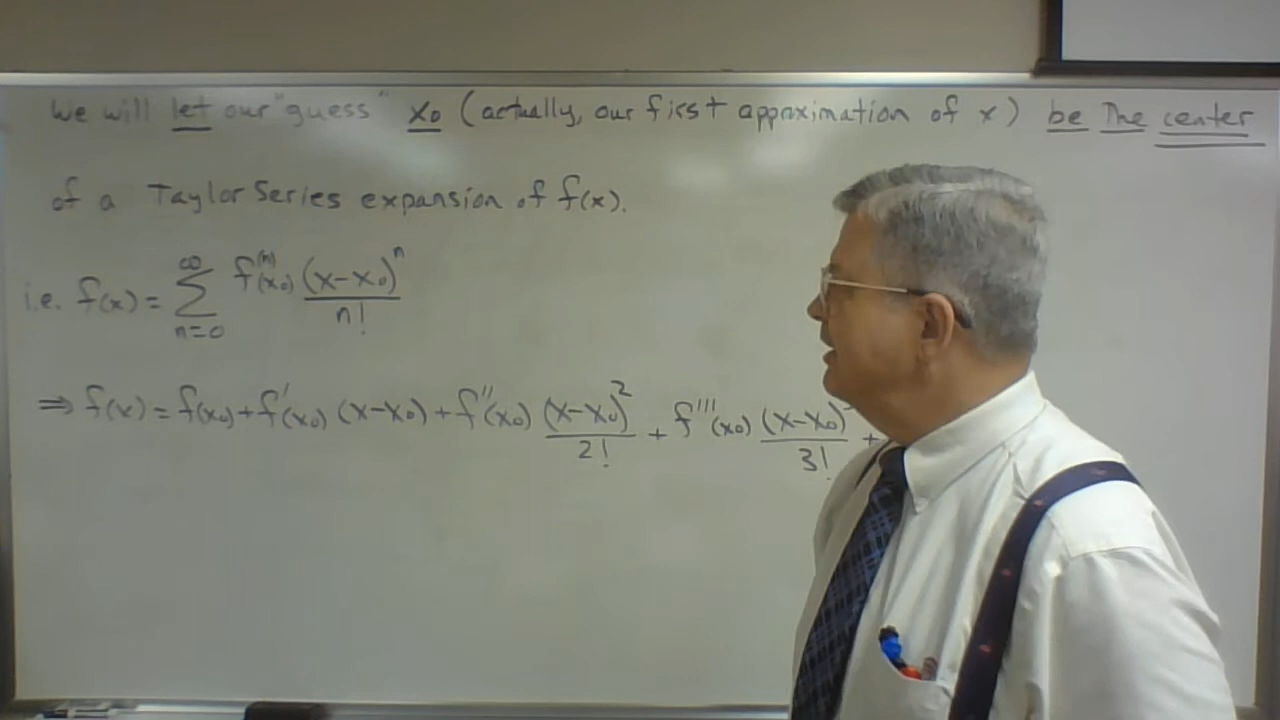 We will let our "guess" x₀ (actually, our first approximation of x) be The center
of a Taylor Series expansion of f(x).
i.e. f(x) = ∑_{n=0}^{∞} f^{(n)}(x₀) (x-x₀)^n / n!
⇒ f(x) = f(x₀) + f'(x₀) (x-x₀) + f''(x₀) (x-x₀)^2 / 2! + f'''(x₀) (x-x₀) / 3! +